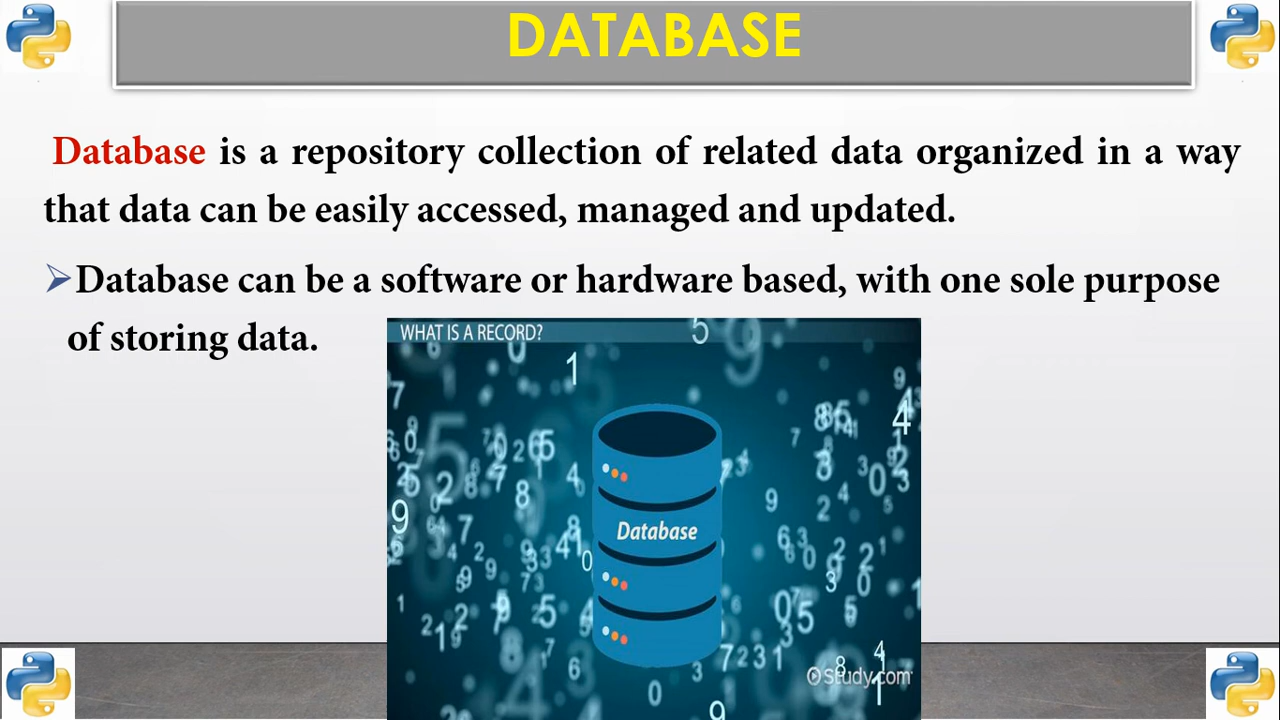 DATABASE
Database is a repository collection of related data organized in a way
that data can be easily accessed, managed and updated.
➢Database can be a software or hardware based, with one sole purpose
of storing data.
WHAT IS A RECORD?
Database
Study.com